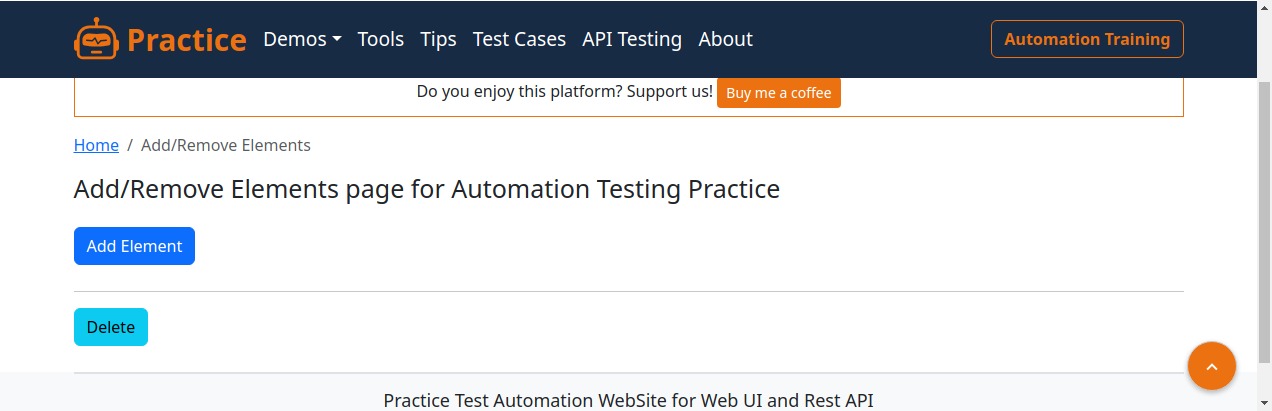 Practice Demos Tools Tips Test Cases API Testing About Automation Training
Do you enjoy this platform? Support us! Buy me a coffee
Home / Add/Remove Elements
Add/Remove Elements page for Automation Testing Practice
Add Element
Delete
Practice Test Automation WebSite for Web UI and Rest API